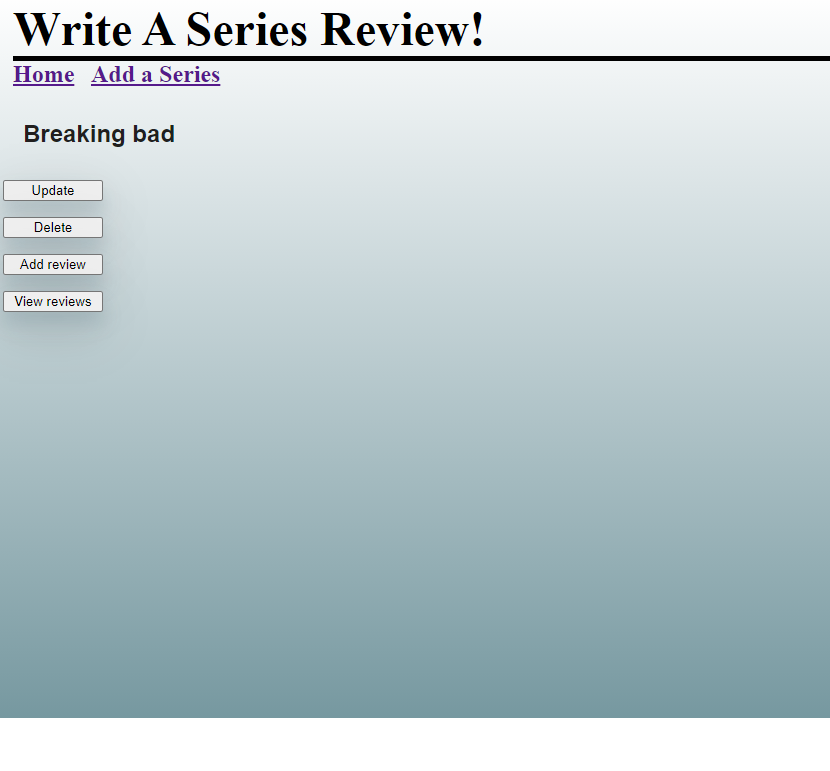 Write A Series Review!
Home Add a Series
Breaking bad
Update
Delete
Add review
View reviews